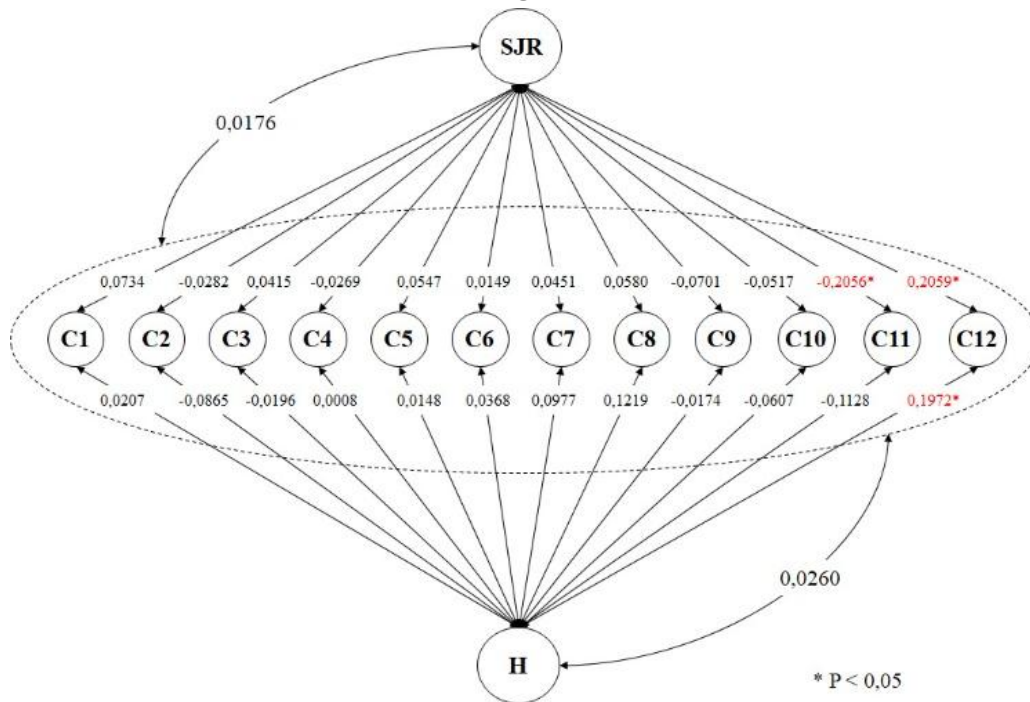 SJR
0,0176
0,0734 -0,0282 0,0415 -0,0269 0,0547 0,0149 0,0451 0,0580 -0,0701 -0,0517 -0,2056* 0,2059*
C1 C2 C3 C4 C5 C6 C7 C8 C9 C10 C11 C12
0,0207 -0,0865 -0,0196 0,0008 0,0148 0,0368 0,0977 0,1219 -0,0174 -0,0607 -0,1128 0,1972*
0,0260
H
* P < 0,05